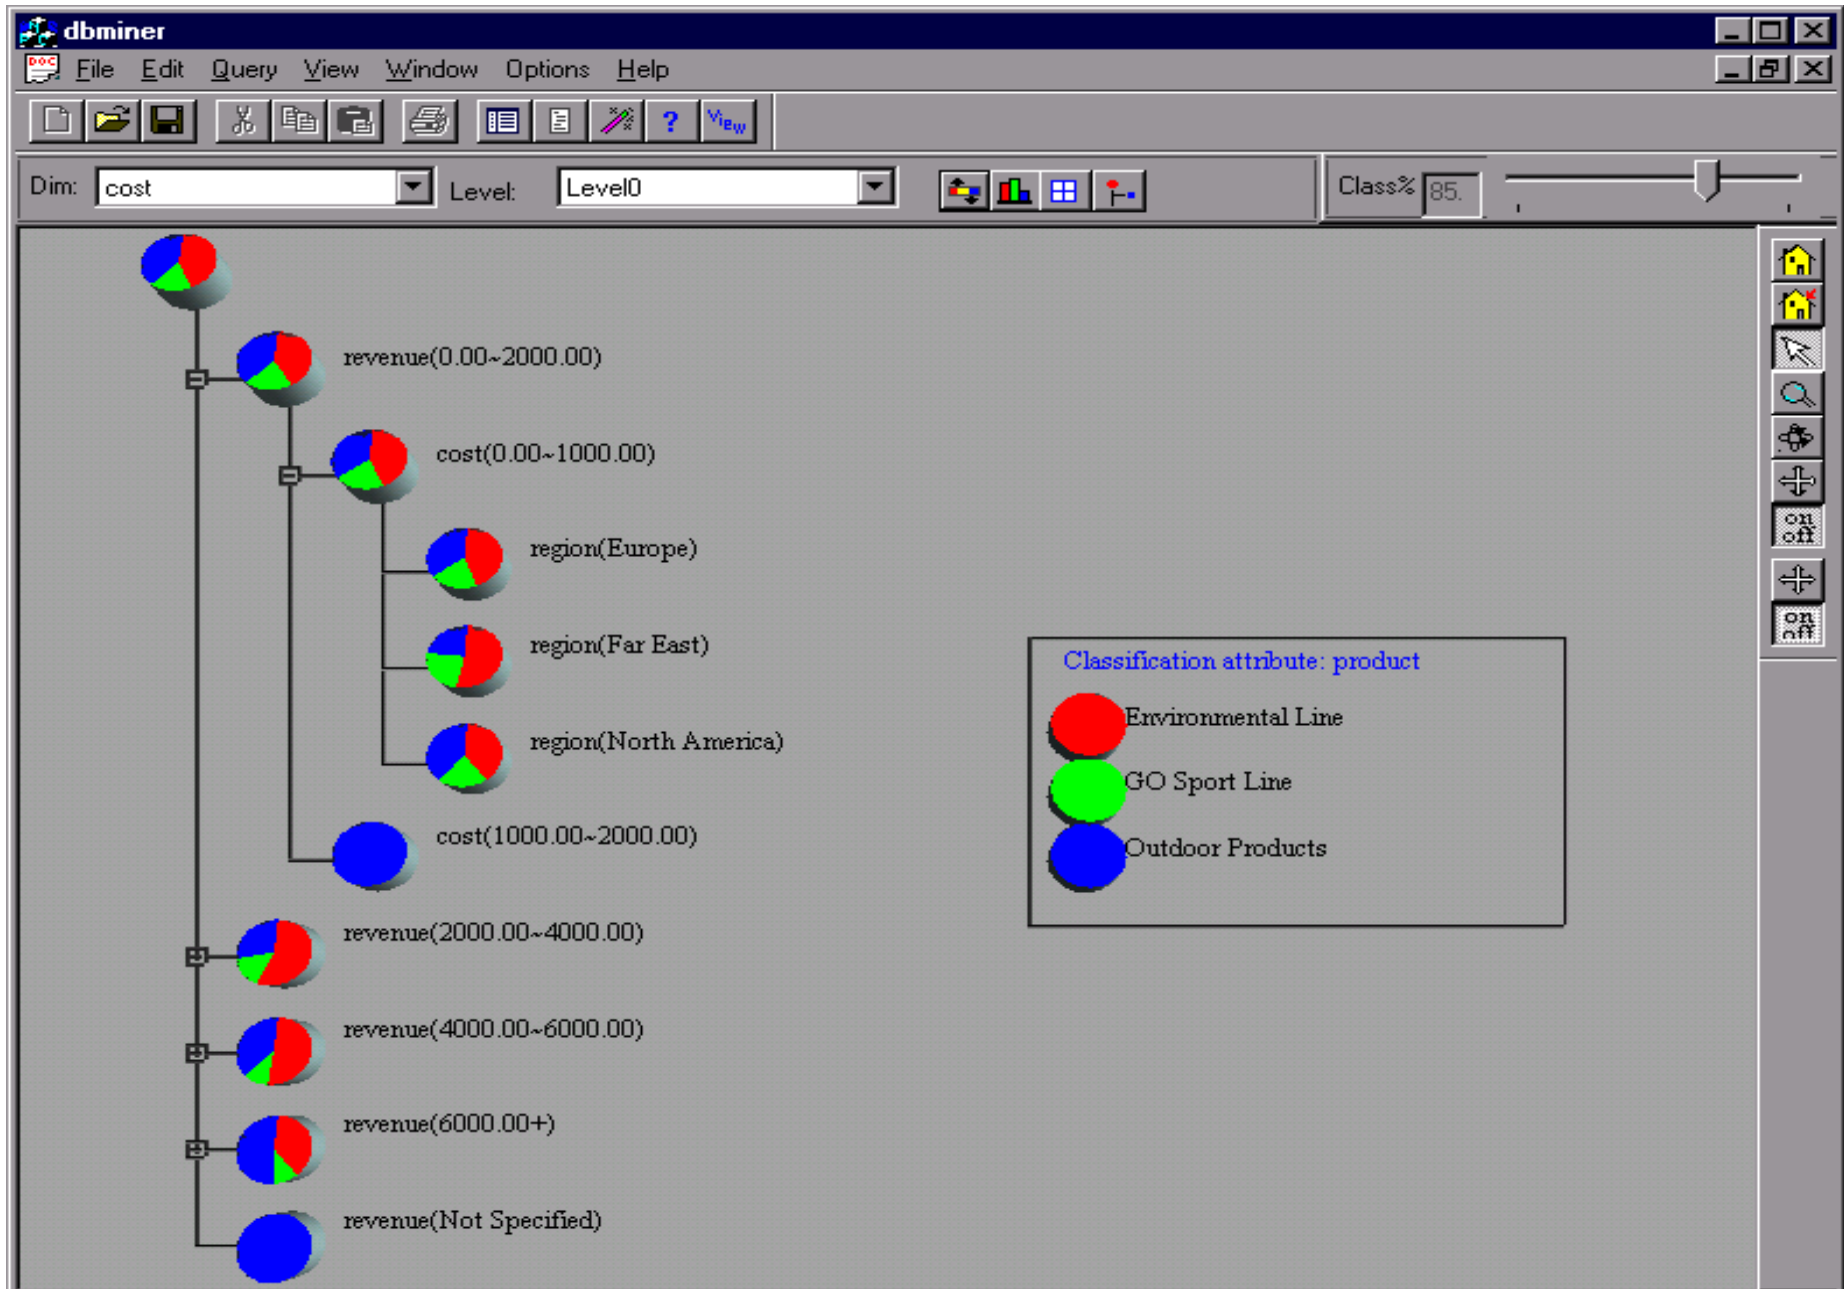 dbminer
DOC File Edit Query View Window Options Help
? View
Dim: cost Level: Level0 Class% 85.
revenue(0.00~2000.00)
cost(0.00~1000.00)
region(Europe)
on off
region(Far East)
on off
Classification attribute: product
Environmental Line
region(North America)
GO Sport Line
cost(1000.00~2000.00)
Outdoor Products
revenue(2000.00~4000.00)
revenue(4000.00~6000.00)
revenue(6000.00+)
revenue(Not Specified)